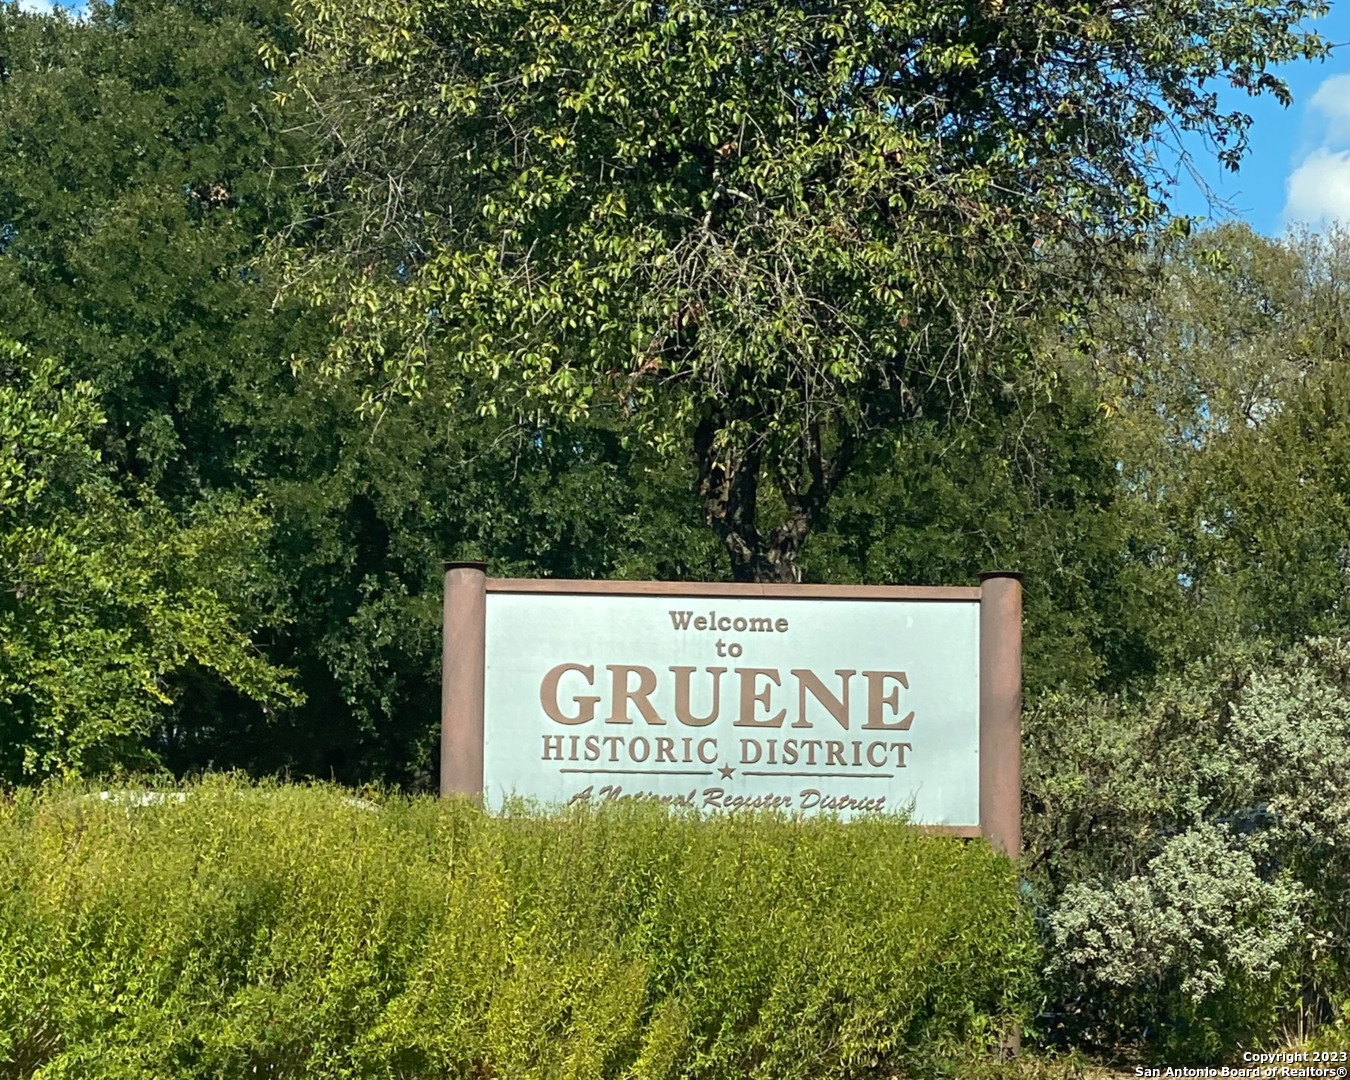 Welcome
to
GRUENE
HISTORIC DISTRICT
A National Register District
Copyright 2023
San Antonio Board of Realtors®